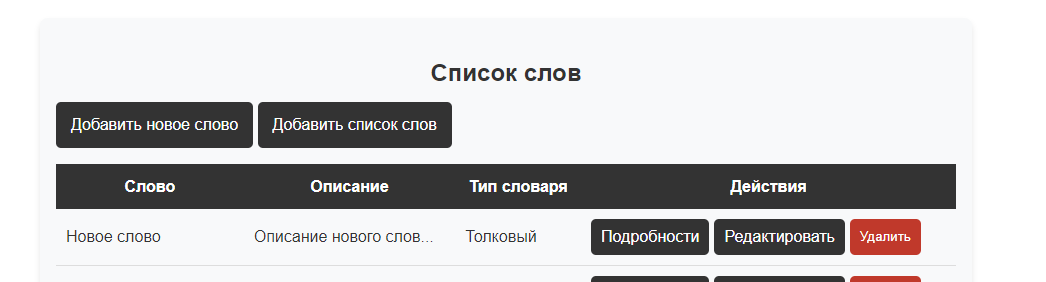 Список слов
Добавить новое слово Добавить список слов
Слово Описание Тип словаря Действия
Новое слово Описание нового слов... Толковый Подробности Редактировать Удалить